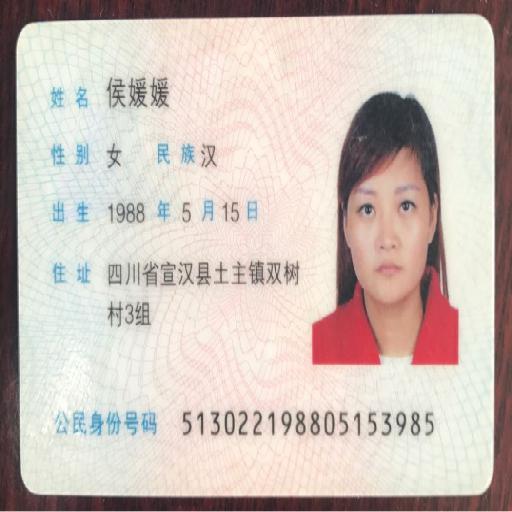 姓名 侯媛媛
性别 女 民族 汉
出生 1988 年 5 月 15 日
住址 四川省宣汉县土主镇双树
村3组
公民身份号码 513022198805153985